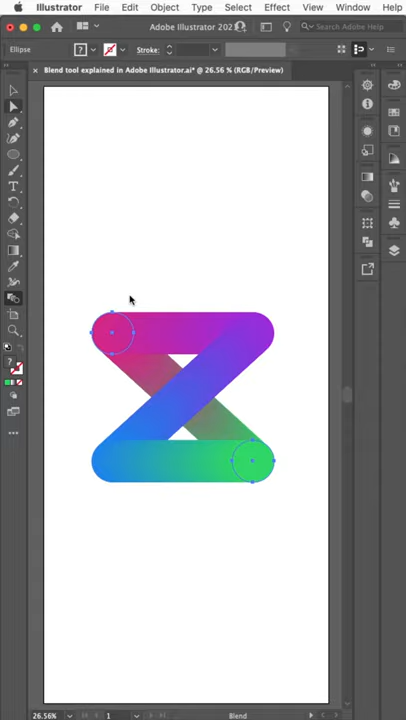 Illustrator File Edit Object Type Select Effect View Window Help
Adobe Illustrator 2021 Search Adobe Help
Ellipse ? Stroke:
× Blend tool explained in Adobe Illustrator.ai* @ 26.56 % (RGB/Preview)
T
?
26.56% 1 Blend